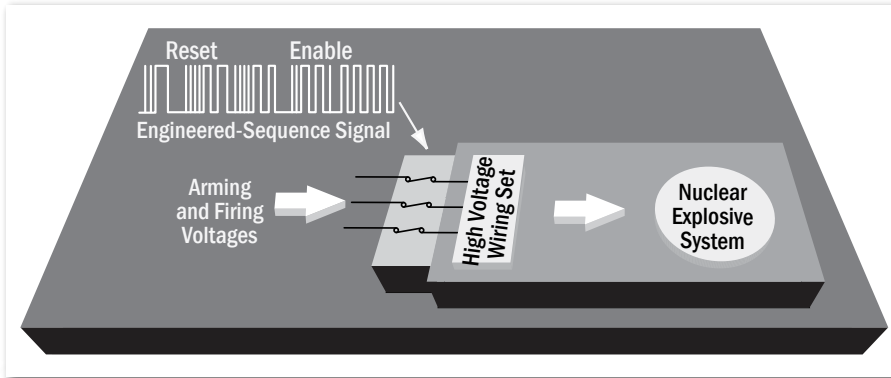 Reset Enable
Engineered-Sequence Signal
Arming
and Firing
Voltages
High Voltage
Wiring Set
Nuclear
Explosive
System